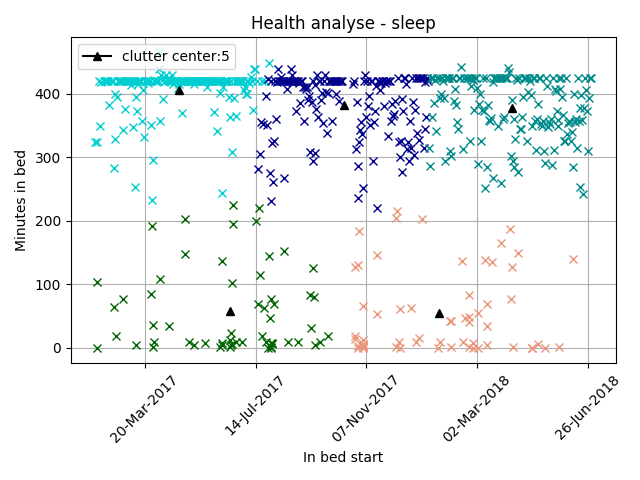 Health analyse - sleep
clutter center:5
Minutes in bed
400
300
200
100
0
20-Mar-2017
14-Jul-2017
07-Nov-2017
02-Mar-2018
26-Jun-2018
In bed start